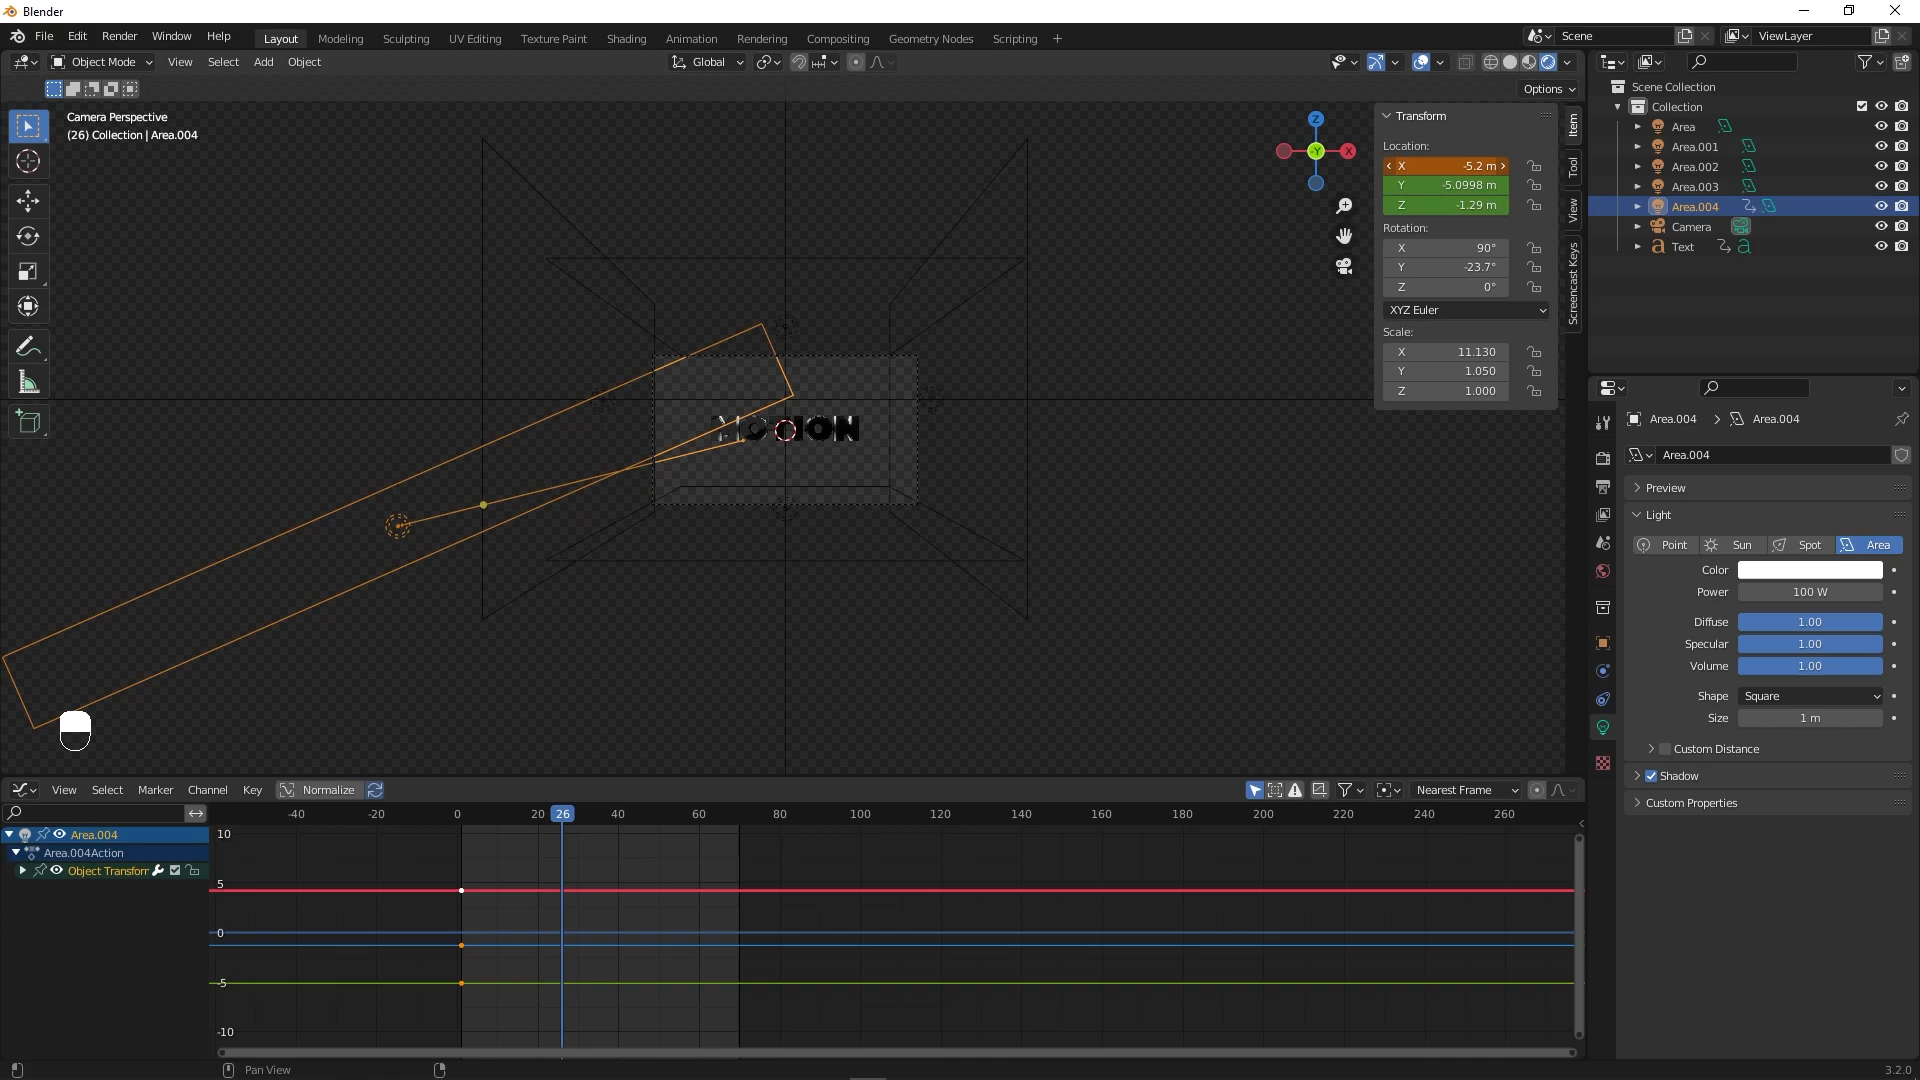 Blender
File Edit Render Window Help
Layout Modeling Sculpting UV Editing Texture Paint Shading Animation Rendering Compositing Geometry Nodes Scripting +
Scene
ViewLayer
Object Mode View Select Add Object
Global
Options
Camera Perspective
(26) Collection | Area.004
Z
-Y
X
MOTION
Transform
Location:
X -5.2 m
Y -5.0998 m
Z -1.29 m
Rotation:
X 90°
Y -23.7°
Z 0°
XYZ Euler
Scale:
X 11.130
Y 1.050
Z 1.000
Item
Tool
View
Screencast Keys
Scene Collection
Collection
Area
Area.001
Area.002
Area.003
Area.004
Camera
Text
Area.004 > Area.004
Area.004
Preview
Light
Point Sun Spot Area
Color
Power 100 W
Diffuse 1.00
Specular 1.00
Volume 1.00
Shape Square
Size 1 m
Custom Distance
Shadow
Custom Properties
View Select Marker Channel Key Normalize
Nearest Frame
-40 -20 0 20 26 40 60 80 100 120 140 160 180 200 220 240 260
Area.004
Area.004Action
Object Transforr
10
5
0
-5
-10
Pan View
3.2.0